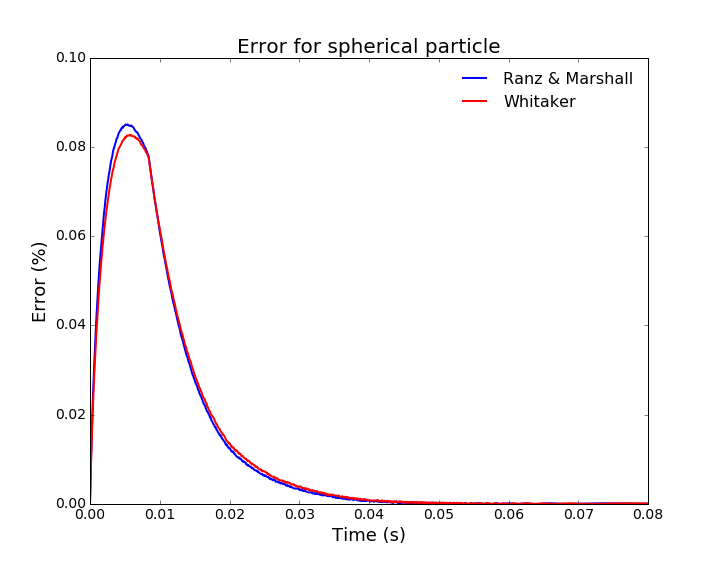 Error for spherical particle
Ranz & Marshall
Whitaker
Error (%)
0.10
0.08
0.06
0.04
0.02
0.00
0.00 0.01 0.02 0.03 0.04 0.05 0.06 0.07 0.08
Time (s)